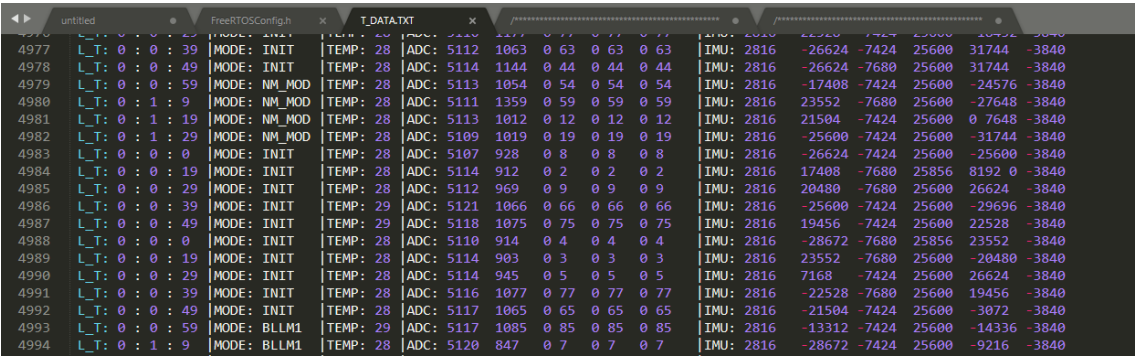 untitled FreeRTOSConfig.h × T_DATA.TXT × /************************************************ /************************************************
4977 L_T: 0 : 0 : 39 |MODE: INIT |TEMP: 28 |ADC: 5112 1063 0 63 0 63 0 63 |IMU: 2816 -26624 -7424 25600 31744 -3840
4978 L_T: 0 : 0 : 49 |MODE: INIT |TEMP: 28 |ADC: 5114 1144 0 44 0 44 0 44 |IMU: 2816 -26624 -7680 25600 31744 -3840
4979 L_T: 0 : 0 : 59 |MODE: NM_MOD |TEMP: 28 |ADC: 5113 1054 0 54 0 54 0 54 |IMU: 2816 -17408 -7424 25600 -24576 -3840
4980 L_T: 0 : 1 : 9 |MODE: NM_MOD |TEMP: 28 |ADC: 5111 1359 0 59 0 59 0 59 |IMU: 2816 23552 -7680 25600 -27648 -3840
4981 L_T: 0 : 1 : 19 |MODE: NM_MOD |TEMP: 28 |ADC: 5113 1012 0 12 0 12 0 12 |IMU: 2816 21504 -7424 25600 0 7648 -3840
4982 L_T: 0 : 1 : 29 |MODE: NM_MOD |TEMP: 28 |ADC: 5109 1019 0 19 0 19 0 19 |IMU: 2816 -25600 -7424 25600 -31744 -3840
4983 L_T: 0 : 0 : 0 |MODE: INIT |TEMP: 28 |ADC: 5107 928 0 8 0 8 0 8 |IMU: 2816 -26624 -7424 25600 -25600 -3840
4984 L_T: 0 : 0 : 19 |MODE: INIT |TEMP: 28 |ADC: 5114 912 0 2 0 2 0 2 |IMU: 2816 17408 -7680 25856 8192 0 -3840
4985 L_T: 0 : 0 : 29 |MODE: INIT |TEMP: 28 |ADC: 5112 969 0 9 0 9 0 9 |IMU: 2816 20480 -7680 25600 26624 -3840
4986 L_T: 0 : 0 : 39 |MODE: INIT |TEMP: 29 |ADC: 5121 1066 0 66 0 66 0 66 |IMU: 2816 -25600 -7424 25600 -29696 -3840
4987 L_T: 0 : 0 : 49 |MODE: INIT |TEMP: 29 |ADC: 5118 1075 0 75 0 75 0 75 |IMU: 2816 19456 -7424 25600 22528 -3840
4988 L_T: 0 : 0 : 0 |MODE: INIT |TEMP: 28 |ADC: 5110 914 0 4 0 4 0 4 |IMU: 2816 -28672 -7680 25856 23552 -3840
4989 L_T: 0 : 0 : 19 |MODE: INIT |TEMP: 28 |ADC: 5114 903 0 3 0 3 0 3 |IMU: 2816 23552 -7680 25600 -20480 -3840
4990 L_T: 0 : 0 : 29 |MODE: INIT |TEMP: 28 |ADC: 5114 945 0 5 0 5 0 5 |IMU: 2816 7168 -7424 25600 26624 -3840
4991 L_T: 0 : 0 : 39 |MODE: INIT |TEMP: 28 |ADC: 5116 1077 0 77 0 77 0 77 |IMU: 2816 -22528 -7680 25600 19456 -3840
4992 L_T: 0 : 0 : 49 |MODE: INIT |TEMP: 28 |ADC: 5117 1065 0 65 0 65 0 65 |IMU: 2816 -21504 -7424 25600 -3072 -3840
4993 L_T: 0 : 0 : 59 |MODE: BLLM1 |TEMP: 29 |ADC: 5117 1085 0 85 0 85 0 85 |IMU: 2816 -13312 -7424 25600 -14336 -3840
4994 L_T: 0 : 1 : 9 |MODE: BLLM1 |TEMP: 28 |ADC: 5120 847 0 7 0 7 0 7 |IMU: 2816 -28672 -7424 25600 -9216 -3840